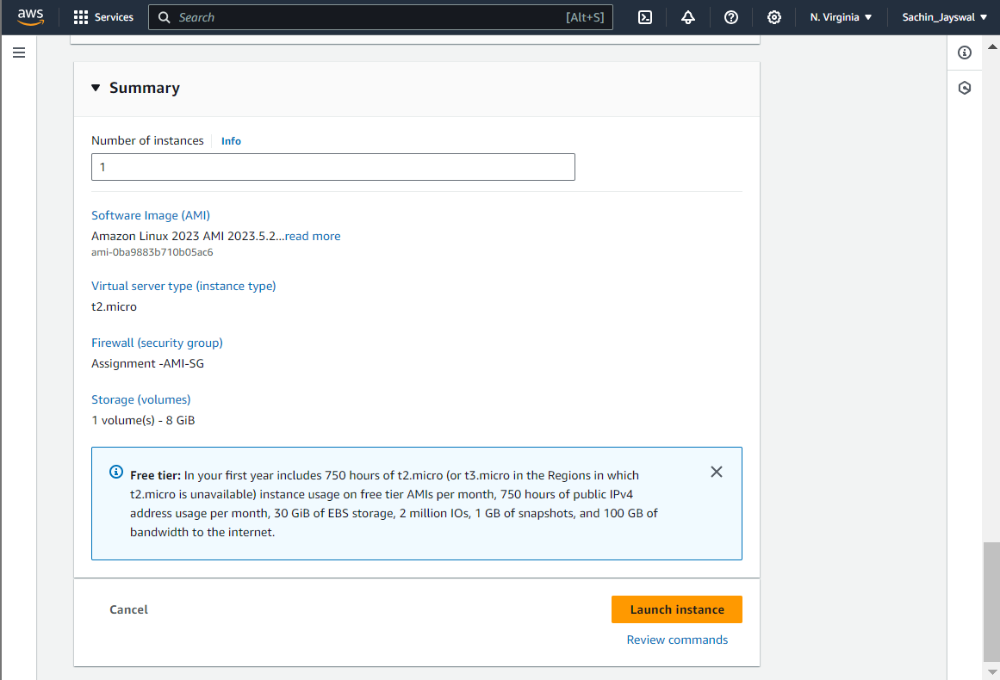 aws Services Search [Alt+S] N. Virginia Sachin_Jayswal
Summary
Number of instances Info
1
Software Image (AMI)
Amazon Linux 2023 AMI 2023.5.2...read more
ami-0ba9883b710b05ac6
Virtual server type (instance type)
t2.micro
Firewall (security group)
Assignment -AMI-SG
Storage (volumes)
1 volume(s) - 8 GiB
Free tier: In your first year includes 750 hours of t2.micro (or t3.micro in the Regions in which
t2.micro is unavailable) instance usage on free tier AMIs per month, 750 hours of public IPv4
address usage per month, 30 GiB of EBS storage, 2 million IOs, 1 GB of snapshots, and 100 GB of
bandwidth to the internet.
Cancel Launch instance
Review commands